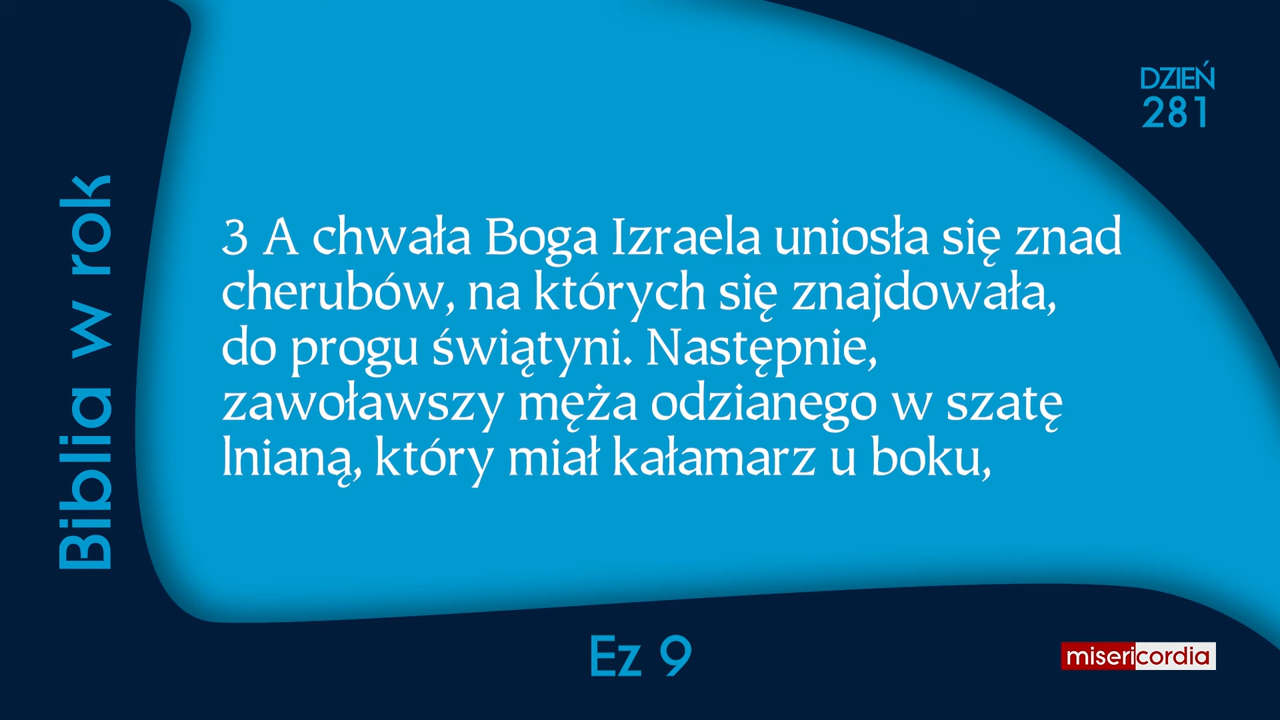 DZIEŃ
281
Biblia w rok
3 A chwała Boga Izraela uniosła się znad
cherubów, na których się znajdowała,
do progu świątyni. Następnie,
zawoławszy męża odzianego w szatę
lnianą, który miał kałamarz u boku,
Ez 9
misericordia